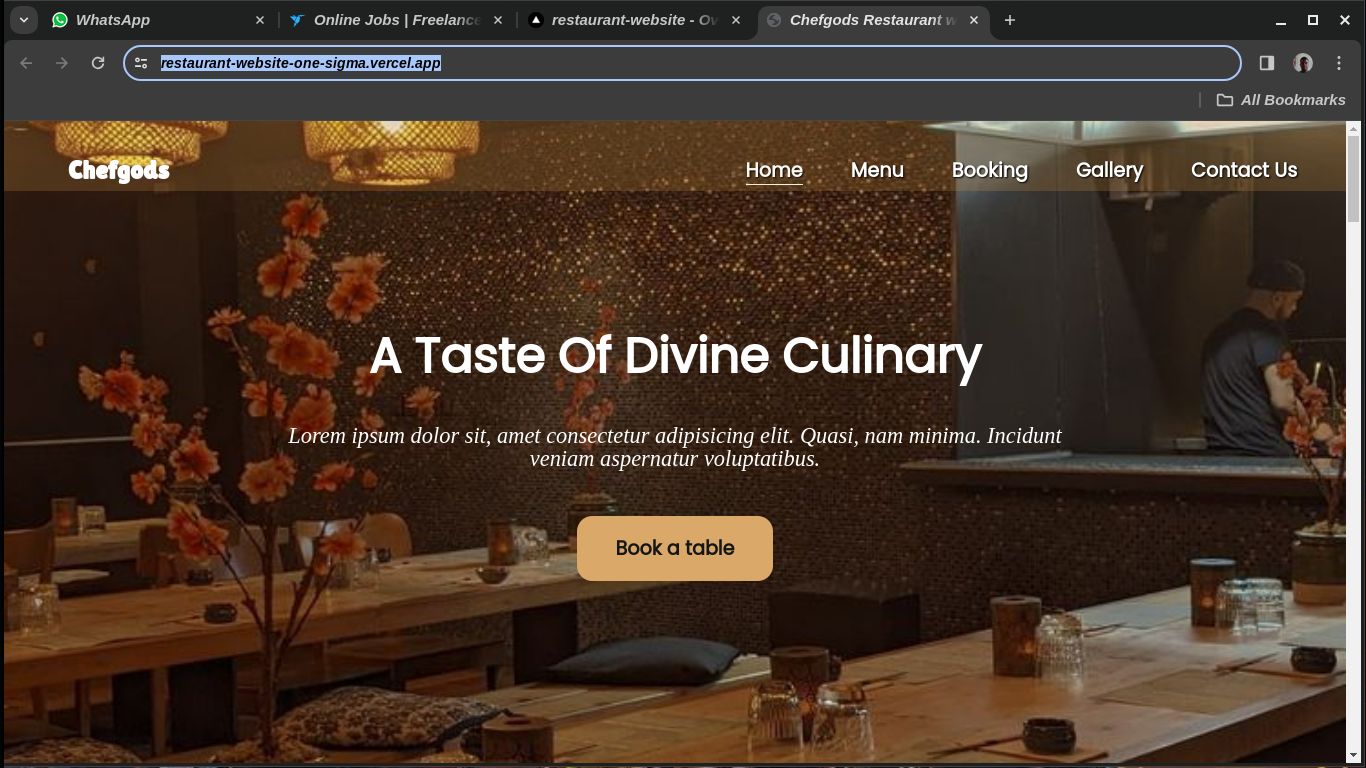 WhatsApp
Online Jobs | Freelance
restaurant-website - Ov
Chefgods Restaurant w
restaurant-website-one-sigma.vercel.app
All Bookmarks
Chefgods
Home Menu Booking Gallery Contact Us
A Taste Of Divine Culinary
Lorem ipsum dolor sit, amet consectetur adipisicing elit. Quasi, nam minima. Incidunt
veniam aspernatur voluptatibus.
Book a table